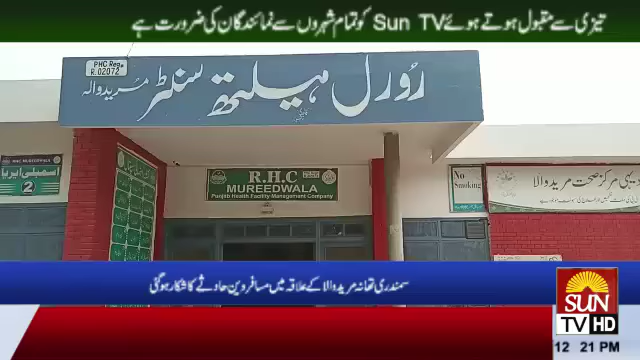 تیزی سے مقبول ہوتے ہوئے Sun TV کو تمام شہروں سے نمائندگان کی ضرورت ہے
PHC Reg.
R.02072
رورل ہیلتھ سنٹر مریدوالہ
RHC MUREEDWALA
اسمبلی ایریا
2
R.H.C
MUREEDWALA
Punjab Health Facility Management Company
No
Smoking
دیہی مرکز صحت مریدوالا
سمندری تھانہ مریدوالا کے علاقہ میں مسافر وین حادثے کا شکار ہو گئی
SUN
TV HD
12 21 PM